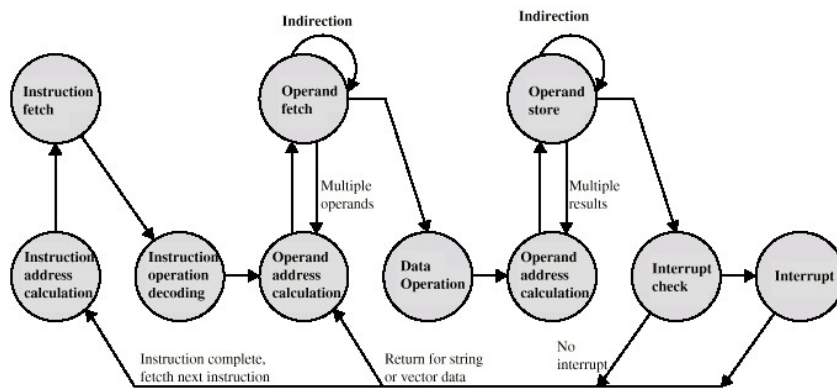 Indirection
Indirection
Instruction
fetch
Operand
fetch
Operand
store
Multiple
operands
Multiple
results
Instruction
address
calculation
Instruction
operation
decoding
Operand
address
calculation
Data
Operation
Operand
address
calculation
Interrupt
check
Interrupt
Instruction complete,
fetcth next instruction
Return for string
or vector data
No
interrupt